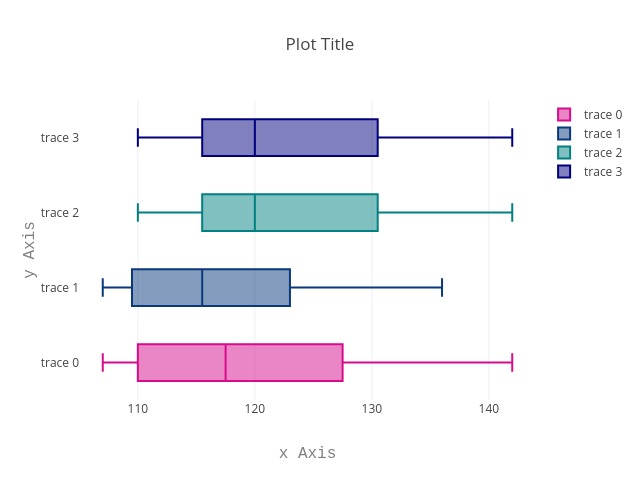 Plot Title
trace 3
trace 2
trace 1
trace 0
y Axis
110 120 130 140
x Axis
trace 0
trace 1
trace 2
trace 3